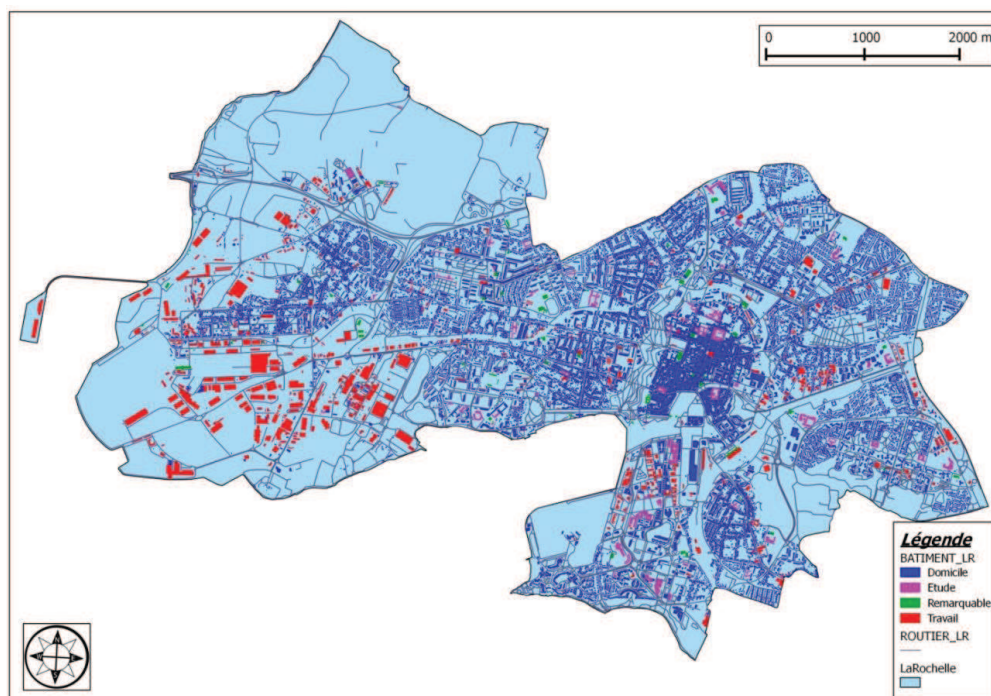 0 1000 2000 m
Légende
BATIMENT_LR
Domicile
Etude
Remarquable
Travail
ROUTIER_LR
LaRochelle